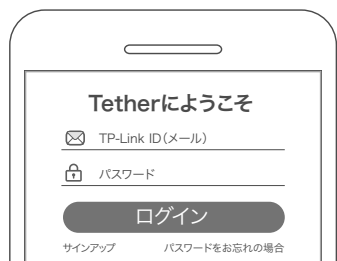 Tetherにようこそ
TP-Link ID（メール）
パスワード
ログイン
サインアップ パスワードをお忘れの場合